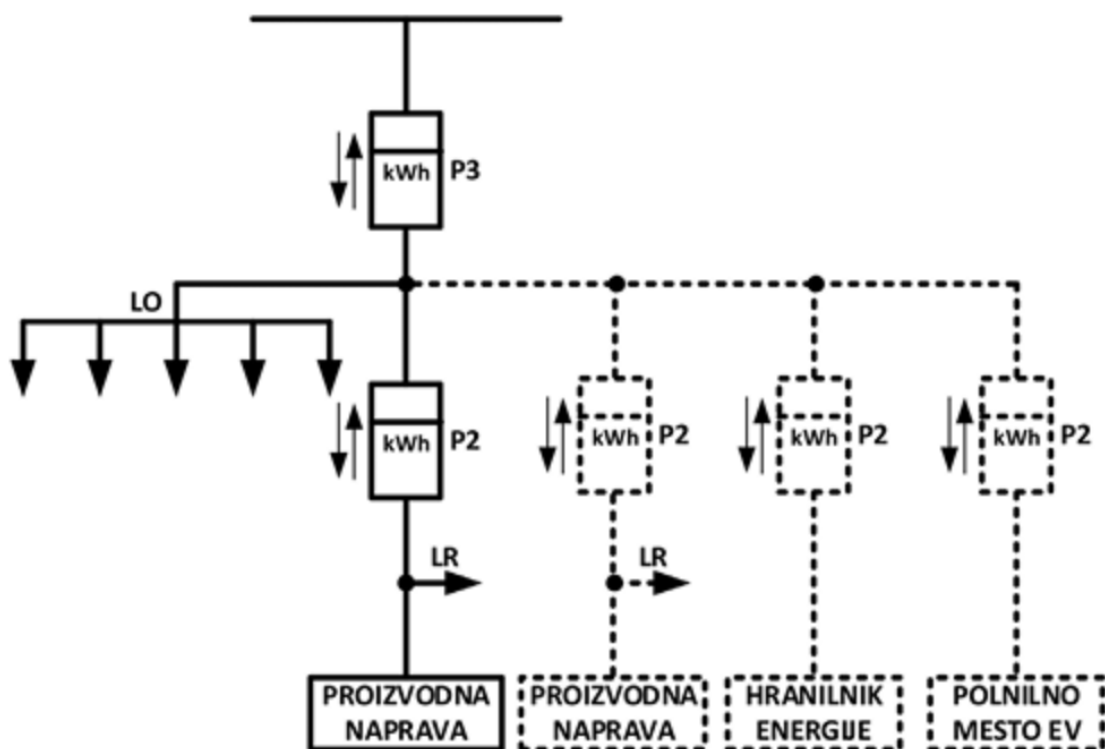 kWh P3
LO
kWh P2
kWh P2
kWh P2
kWh P2
LR
LR
PROIZVODNA
NAPRAVA
PROIZVODNA
NAPRAVA
HRANILNIK
ENERGIJE
POLNILNO
MESTO EV